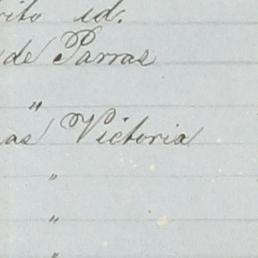 rito id.
de Parras
"
as Victoria
"
"
"